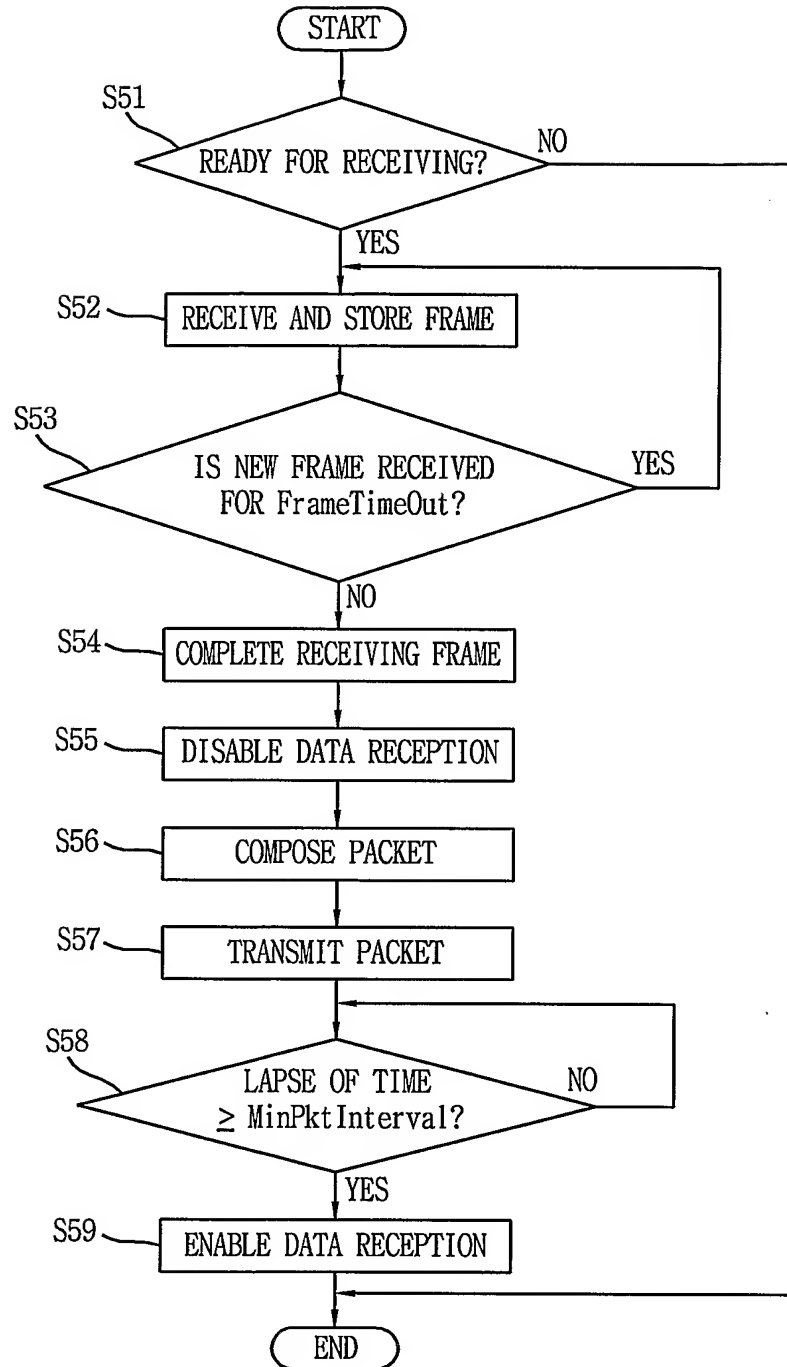 START
S51
READY FOR RECEIVING?
NO
YES
S52
RECEIVE AND STORE FRAME
S53
IS NEW FRAME RECEIVED
FOR FrameTimeOut?
YES
NO
S54
COMPLETE RECEIVING FRAME
S55
DISABLE DATA RECEPTION
S56
COMPOSE PACKET
S57
TRANSMIT PACKET
S58
LAPSE OF TIME
≥ MinPktInterval?
NO
YES
S59
ENABLE DATA RECEPTION
END